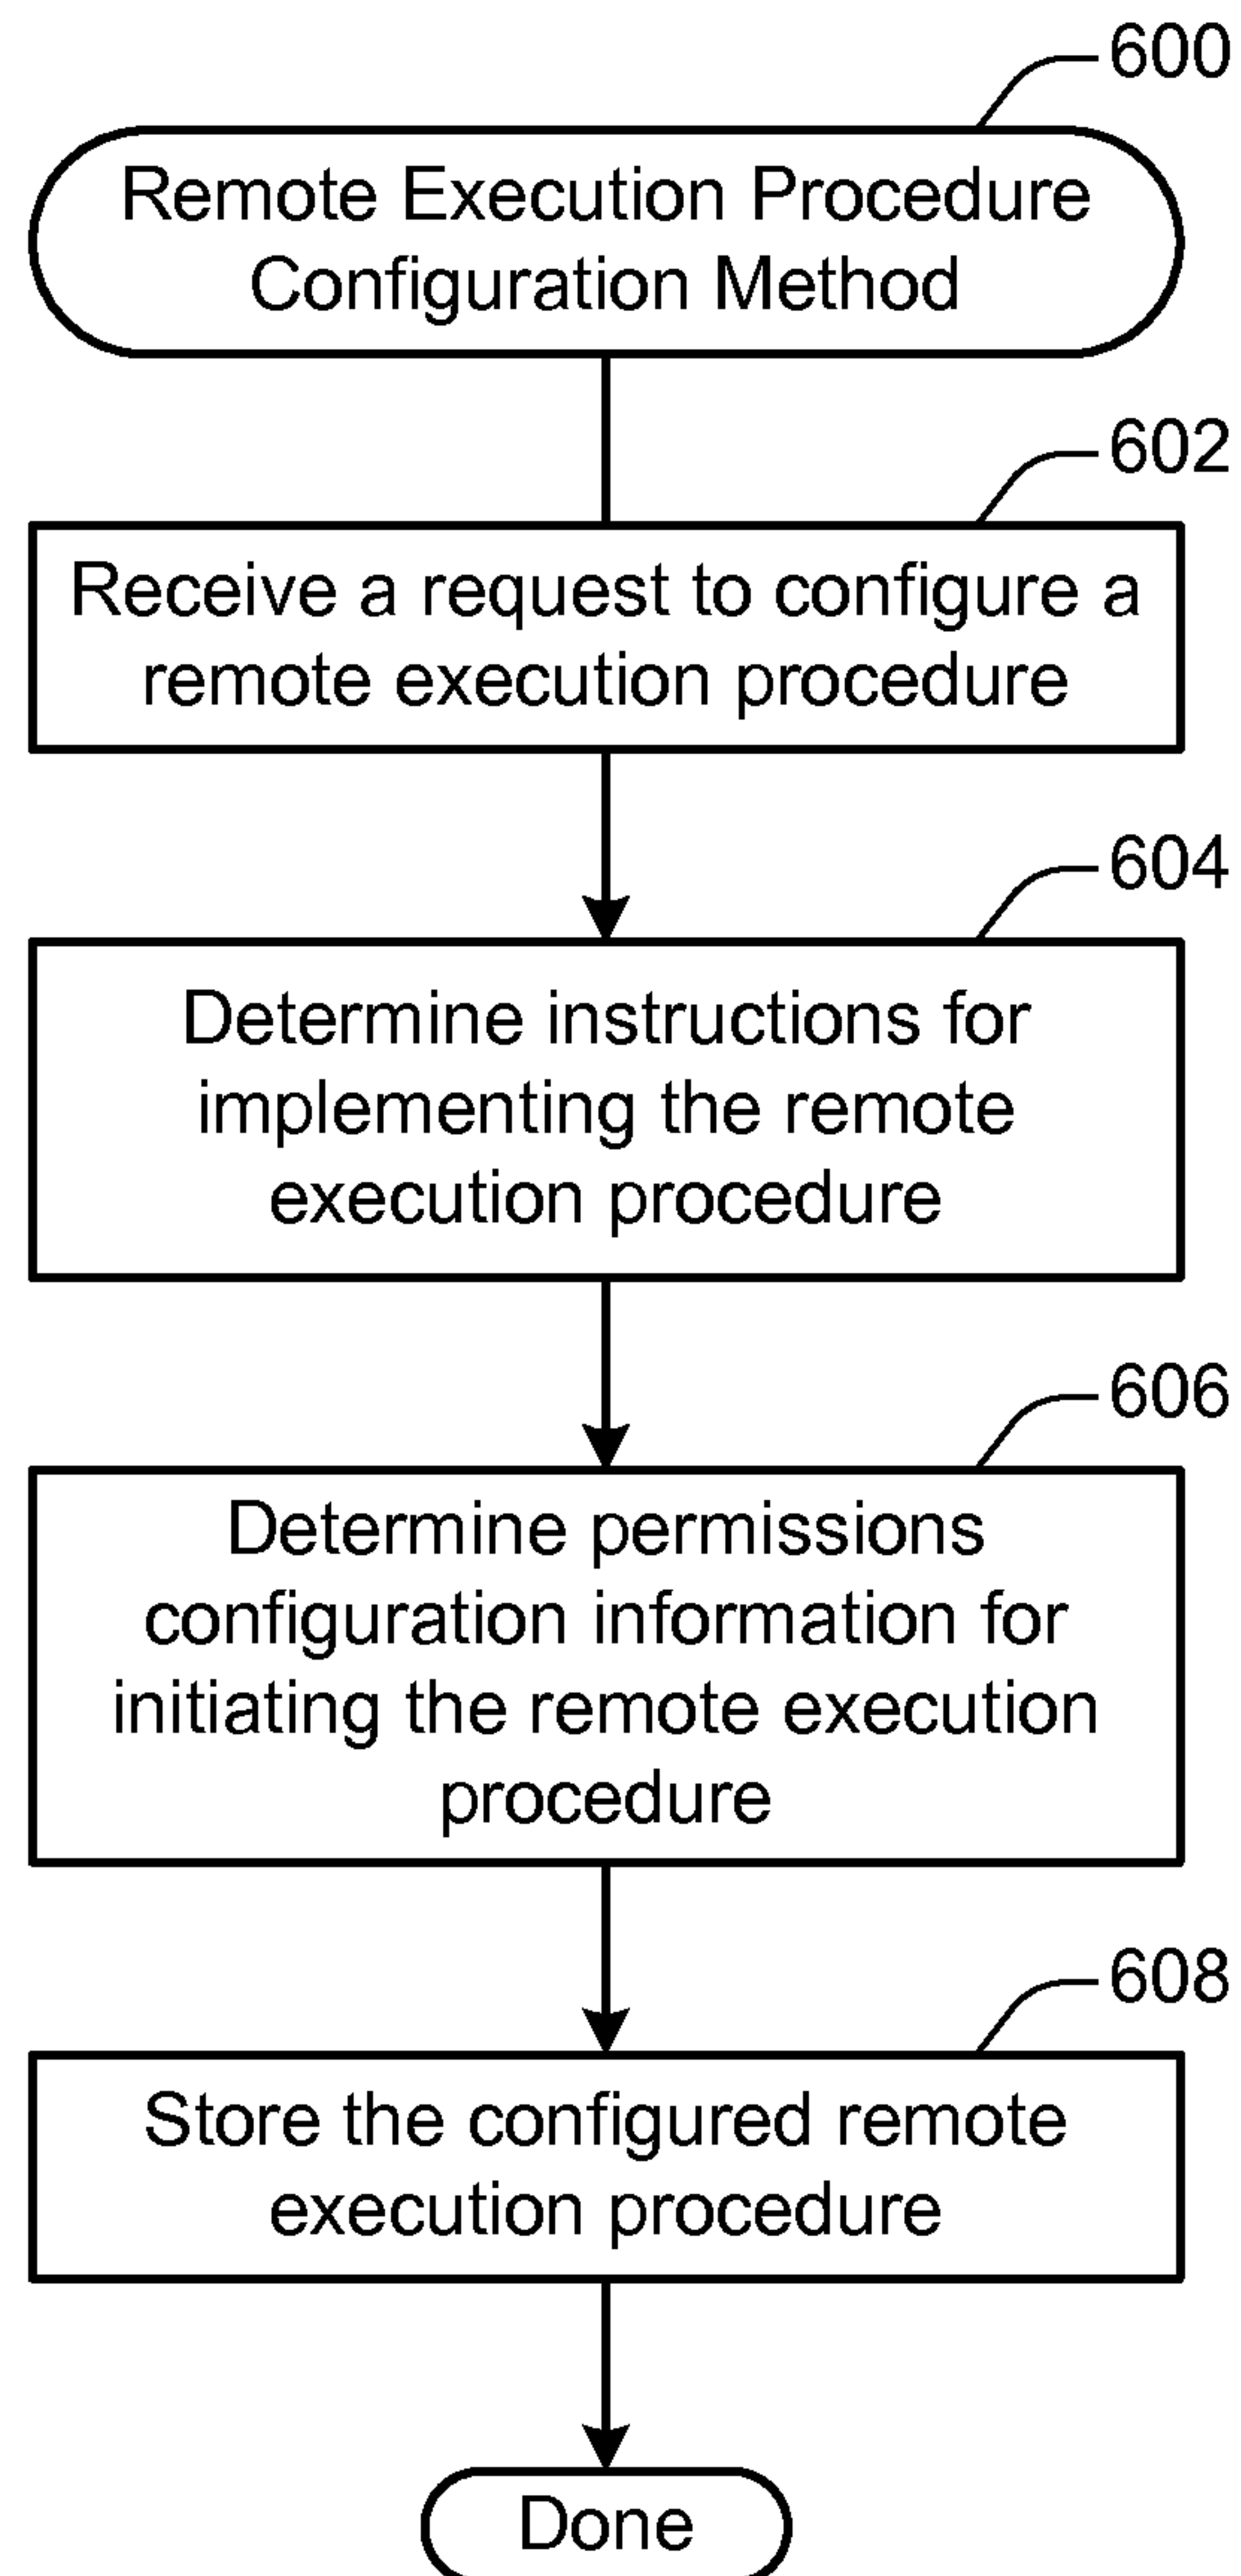 600
Remote Execution Procedure
Configuration Method
602
Receive a request to configure a
remote execution procedure
604
Determine instructions for
implementing the remote
execution procedure
606
Determine permissions
configuration information for
initiating the remote execution
procedure
608
Store the configured remote
execution procedure
Done